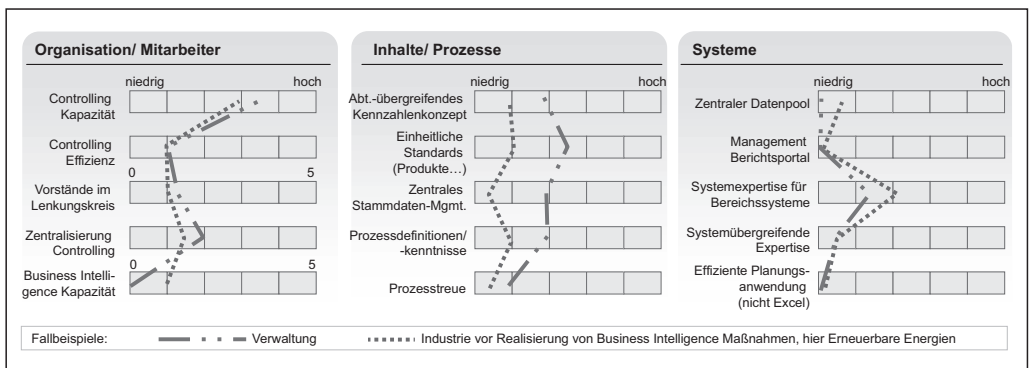 Organisation/ Mitarbeiter
niedrig hoch
Controlling
Kapazität
Controlling
Effizienz
0 5
Vorstände im
Lenkungskreis
Zentralisierung
Controlling
0 5
Business Intelli-
gence Kapazität
Inhalte/ Prozesse
niedrig hoch
Abt.-übergreifendes
Kennzahlenkonzept
Einheitliche
Standards
(Produkte…)
Zentrales
Stammdaten-Mgmt.
Prozessdefinitionen/
-kenntnisse
Prozesstreue
Systeme
niedrig hoch
Zentraler Datenpool
Management
Berichtsportal
Systemexpertise für
Bereichssysteme
Systemübergreifende
Expertise
Effiziente Planungs-
anwendung
(nicht Excel)
Fallbeispiele: Verwaltung Industrie vor Realisierung von Business Intelligence Maßnahmen, hier Erneuerbare Energien